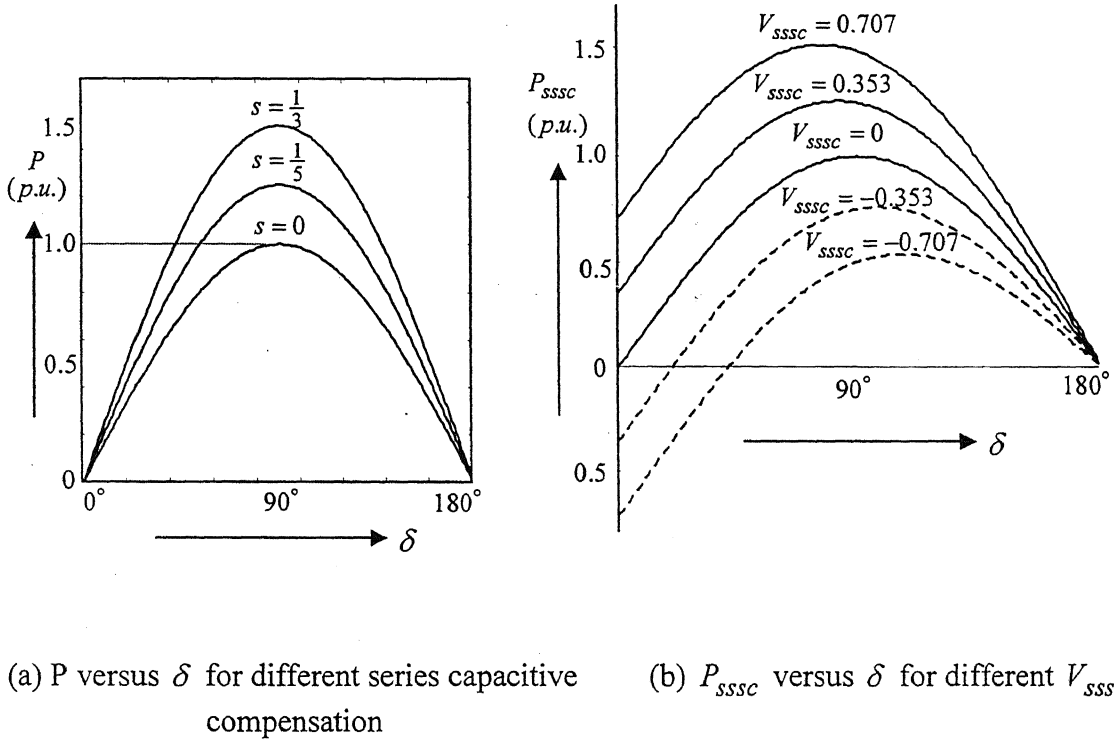 s = 1/3
1.5
P
(p.u.)
s = 1/5
s = 0
1.0
0.5
0
0°
90°
180°
δ
V_sssc = 0.707
1.5
P_sssc
(p.u.)
V_sssc = 0.353
V_sssc = 0
1.0
V_sssc = –0.353
V_sssc = –0.707
0.5
0
90°
180°
δ
0.5
(a) P versus δ for different series capacitive
compensation
(b) P_sssc versus δ for different V_sss